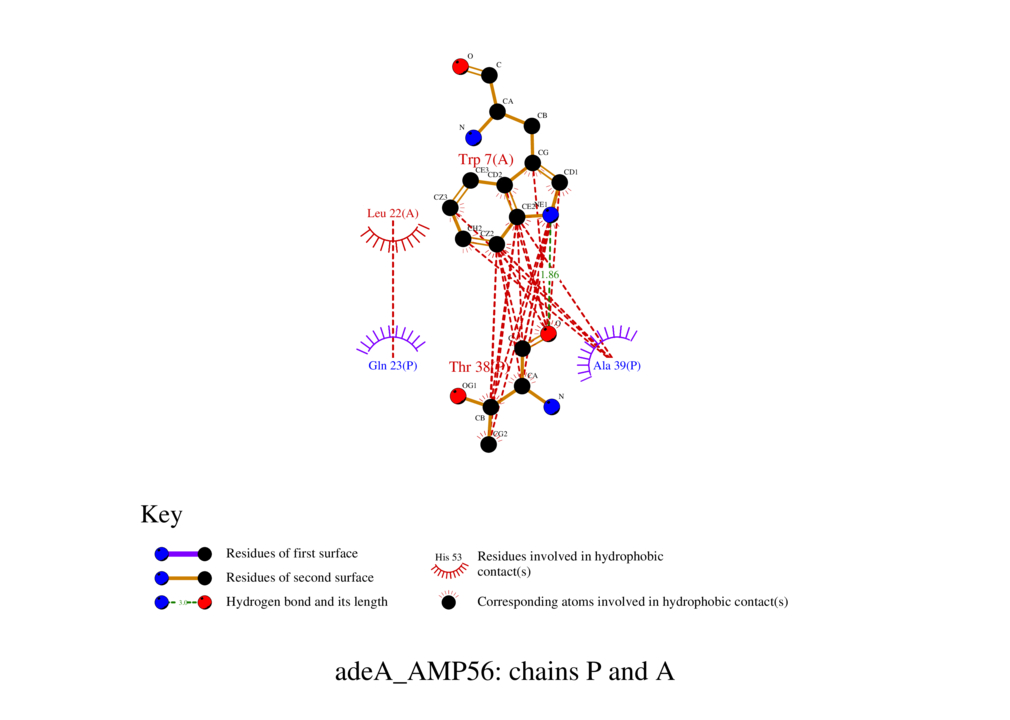 O
C
CA
CB
N
CG
Trp 7(A)
CE3
CD2
CD1
CZ3
CE2
NE1
Leu 22(A)
CH2
CZ2
1.86
O
Gln 23(P)
Thr 38(P)
Ala 39(P)
CA
OG1
N
CB
CG2
Key
Residues of first surface
Residues of second surface
3.0
Hydrogen bond and its length
His 53
Residues involved in hydrophobic
contact(s)
Corresponding atoms involved in hydrophobic contact(s)
adeA_AMP56: chains P and A